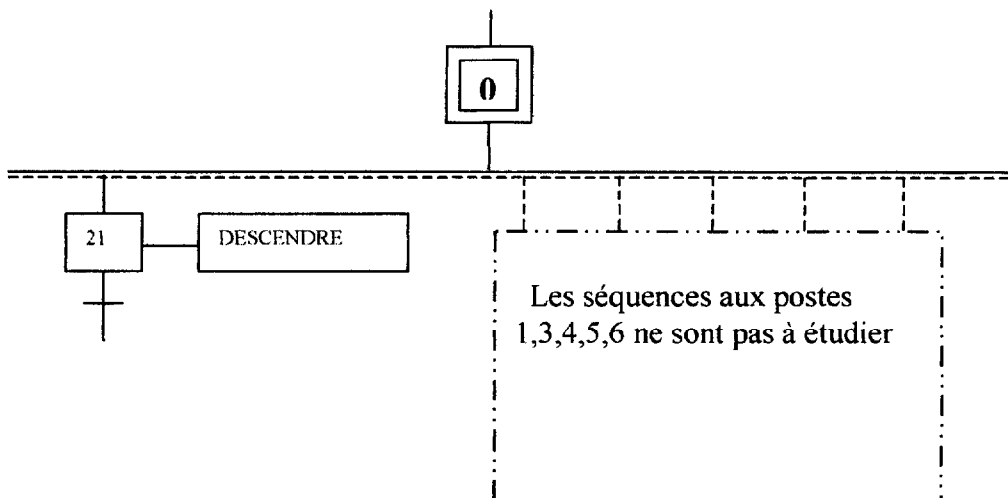 0
21 DESCENDRE
Les séquences aux postes
1,3,4,5,6 ne sont pas à étudier